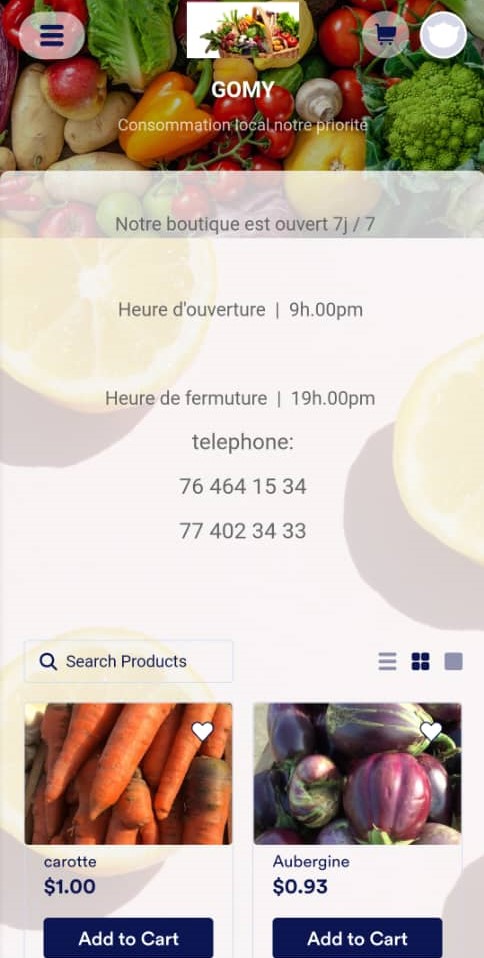 GOMY
Consommation local,notre priorité
Notre boutique est ouvert 7j / 7
Heure d'ouverture | 9h.00pm
Heure de fermuture | 19h.00pm
telephone:
76 464 15 34
77 402 34 33
Search Products
carotte
$1.00
Add to Cart
Aubergine
$0.93
Add to Cart